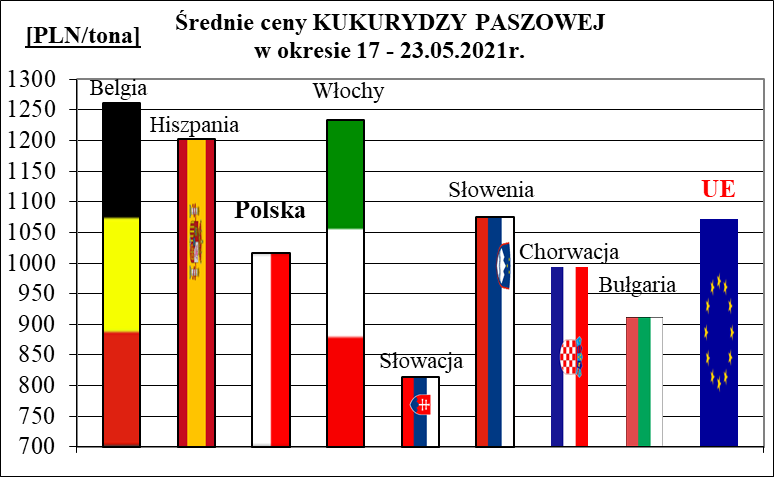 Średnie ceny KUKURYDZY PASZOWEJ
[PLN/tona]
w okresie 17 - 23.05.2021r.
1300
Belgia
Włochy
1250
Hiszpania
1200
1150
UE
Słowenia
1100
Polska
1050
Chorwacja
1000
Bułgaria
950
900
850
Słowacja
800
750
700